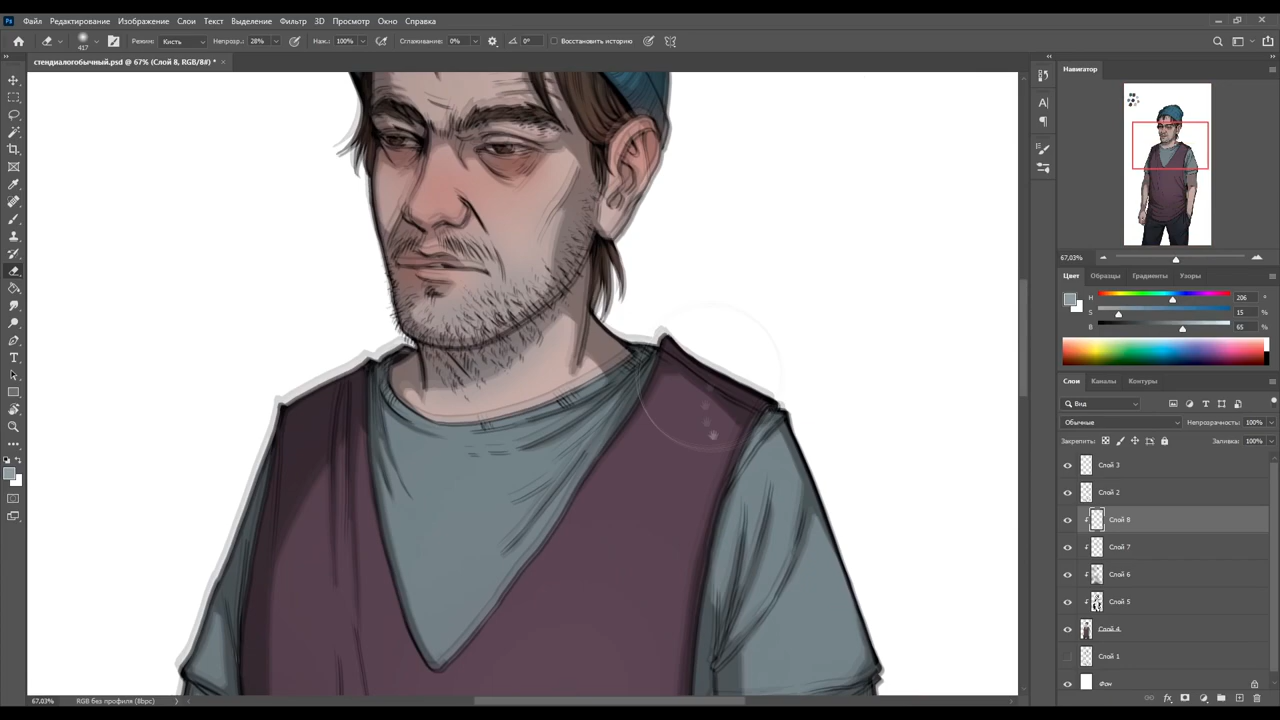 Файл Редактирование Изображение Слои Текст Выделение Фильтр 3D Просмотр Окно Справка
Режим: Кисть Непрозр.: 28% Наж.: 100% Сглаживание: 0% 0° Восстановить историю
стендиалогобычный.psd @ 67% (Слой 8, RGB/8#) *
Навигатор
67,03%
Цвет Образцы Градиенты Узоры
H 206 °
S 15 %
B 65 %
Слои Каналы Контуры
Вид
Обычные Непрозрачность: 100%
Закрепить: Заливка: 100%
Слой 3
Слой 2
Слой 8
Слой 7
Слой 6
Слой 5
Слой 4
Слой 1
Фон
67,03% RGB без профиля (8bpc)